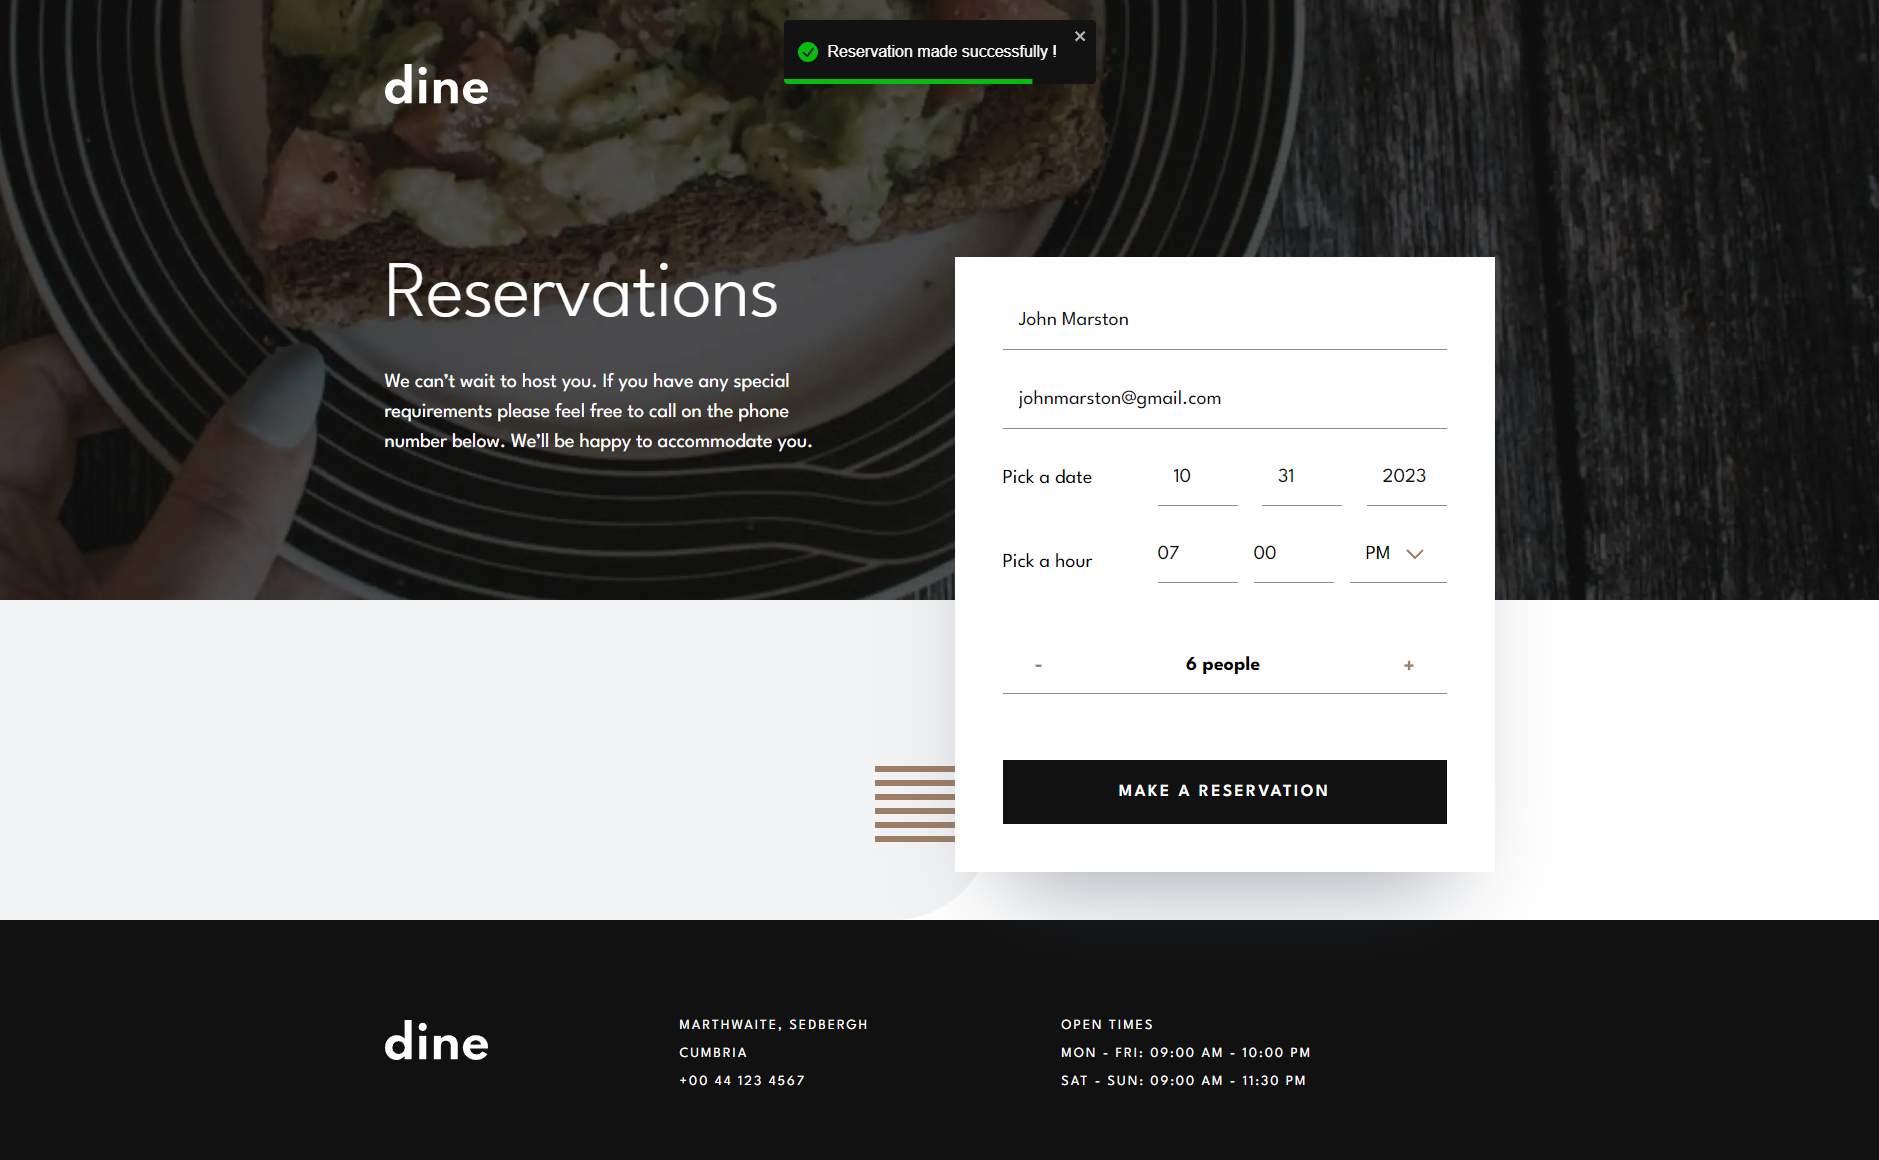 Reservation made successfully !
dine
Reservations
We can’t wait to host you. If you have any special
requirements please feel free to call on the phone
number below. We’ll be happy to accommodate you.
John Marston
johnmarston@gmail.com
Pick a date 10 31 2023
Pick a hour 07 00 PM
- 6 people +
MAKE A RESERVATION
dine
MARTHWAITE, SEDBERGH
CUMBRIA
+00 44 123 4567
OPEN TIMES
MON - FRI: 09:00 AM - 10:00 PM
SAT - SUN: 09:00 AM - 11:30 PM